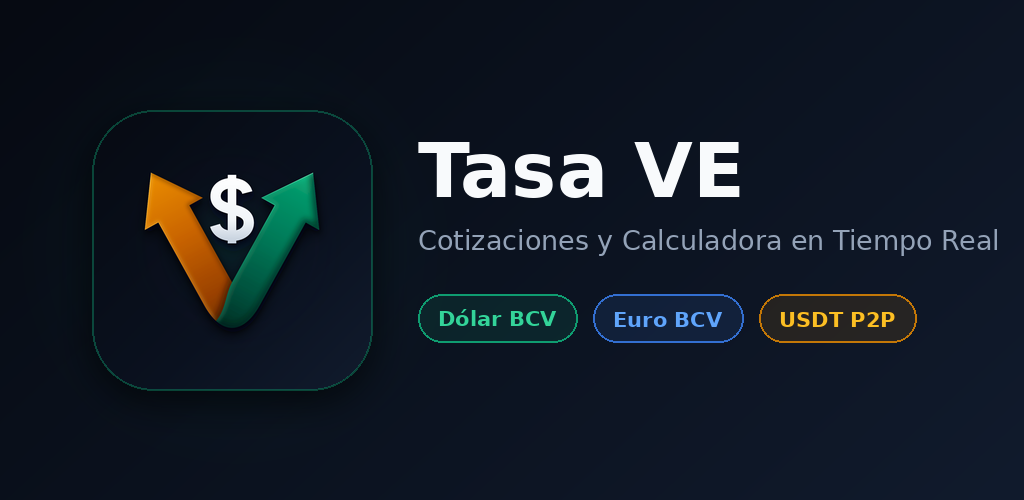 $
Tasa VE
Cotizaciones y Calculadora en Tiempo Real
Dólar BCV
Euro BCV
USDT P2P